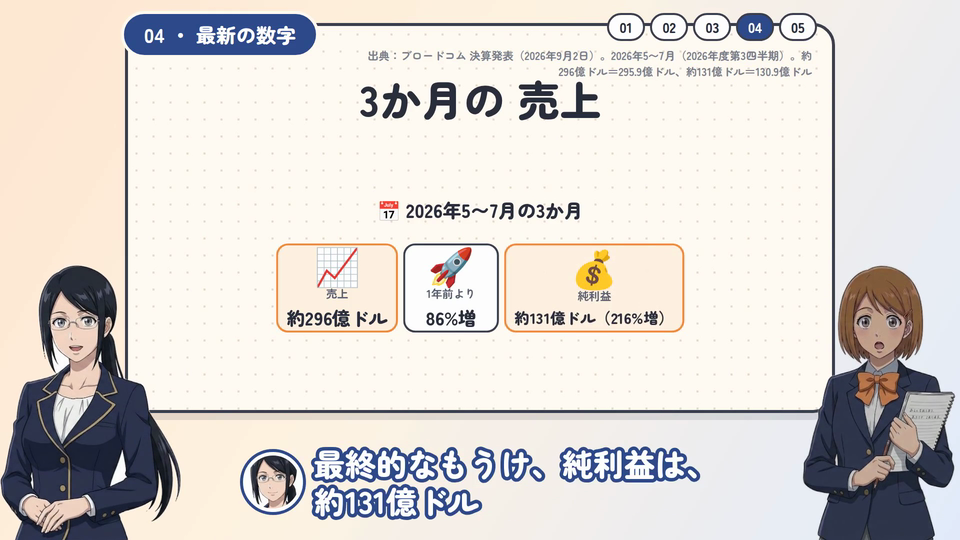 04 ・ 最新の数字
01 02 03 04 05
出典：ブロードコム 決算発表（2026年9月2日）。2026年5〜7月（2026年度第3四半期）。約
296億ドル＝295.9億ドル、約131億ドル＝130.9億ドル
3か月の 売上
July 17 2026年5〜7月の3か月
売上
約296億ドル
1年前より
86%増
純利益
約131億ドル（216%増）
最終的なもうけ、純利益は、
約131億ドル